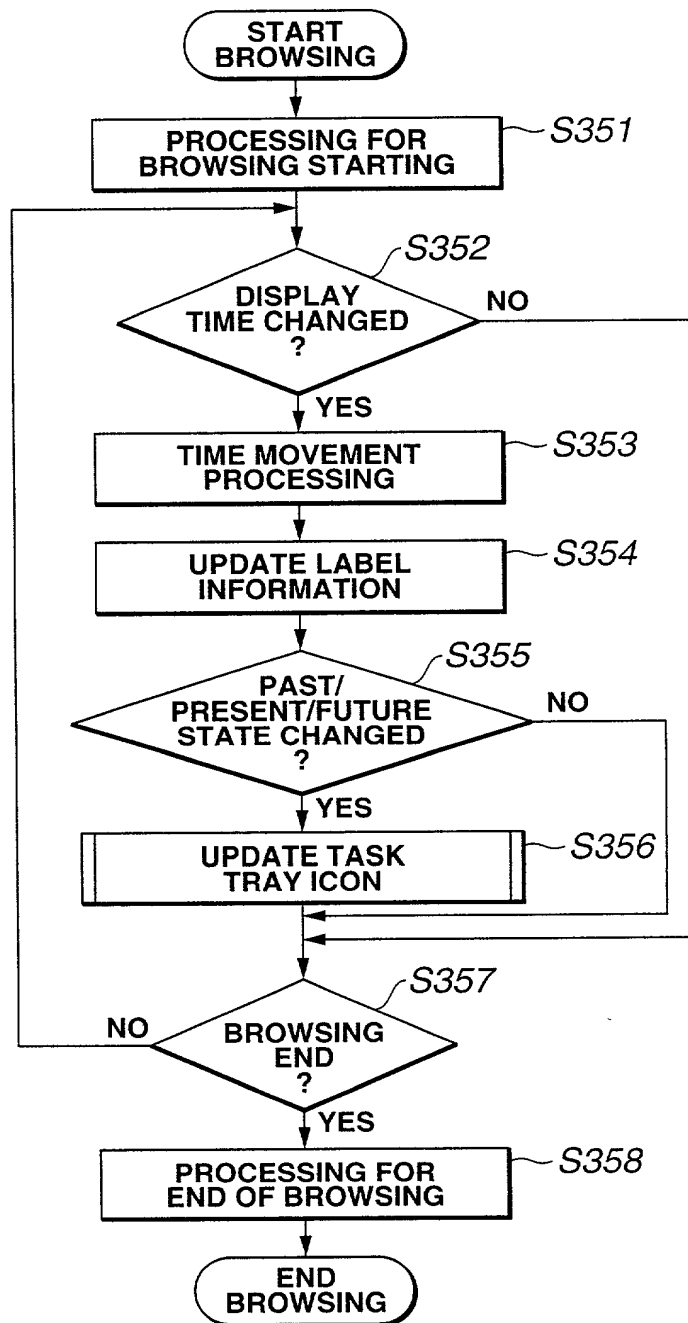 START
BROWSING
PROCESSING FOR
BROWSING STARTING
S351
S352
DISPLAY
TIME CHANGED
?
NO
YES
TIME MOVEMENT
PROCESSING
S353
UPDATE LABEL
INFORMATION
S354
S355
PAST/
PRESENT/FUTURE
STATE CHANGED
?
NO
YES
UPDATE TASK
TRAY ICON
S356
S357
NO
BROWSING
END
?
YES
PROCESSING FOR
END OF BROWSING
S358
END
BROWSING